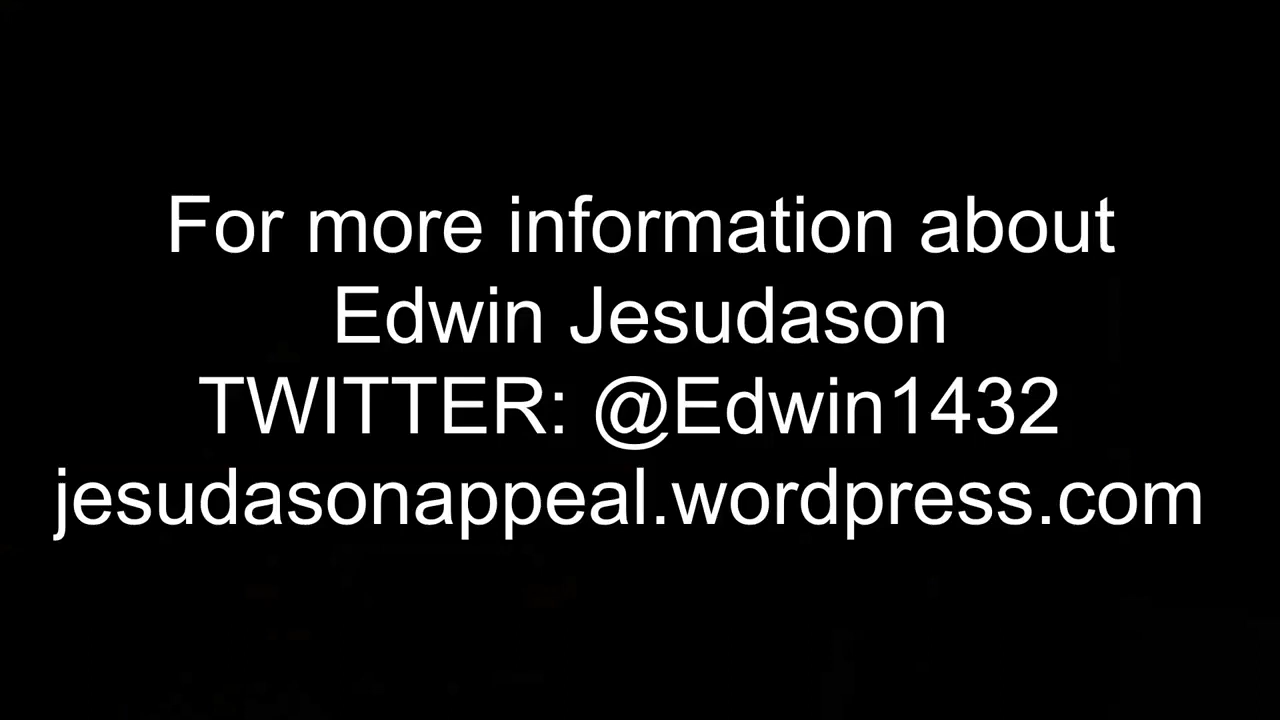 For more information about
Edwin Jesudason
TWITTER: @Edwin1432
jesudasonappeal.wordpress.com